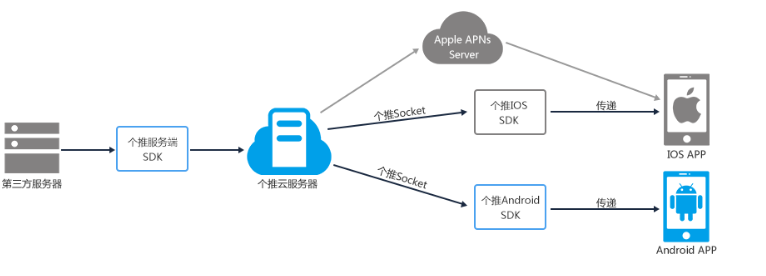 Apple APNs
Server
个推Socket
个推IOS
SDK
传递
IOS APP
第三方服务器
个推服务端
SDK
个推云服务器
个推Socket
个推Android
SDK
传递
Android APP